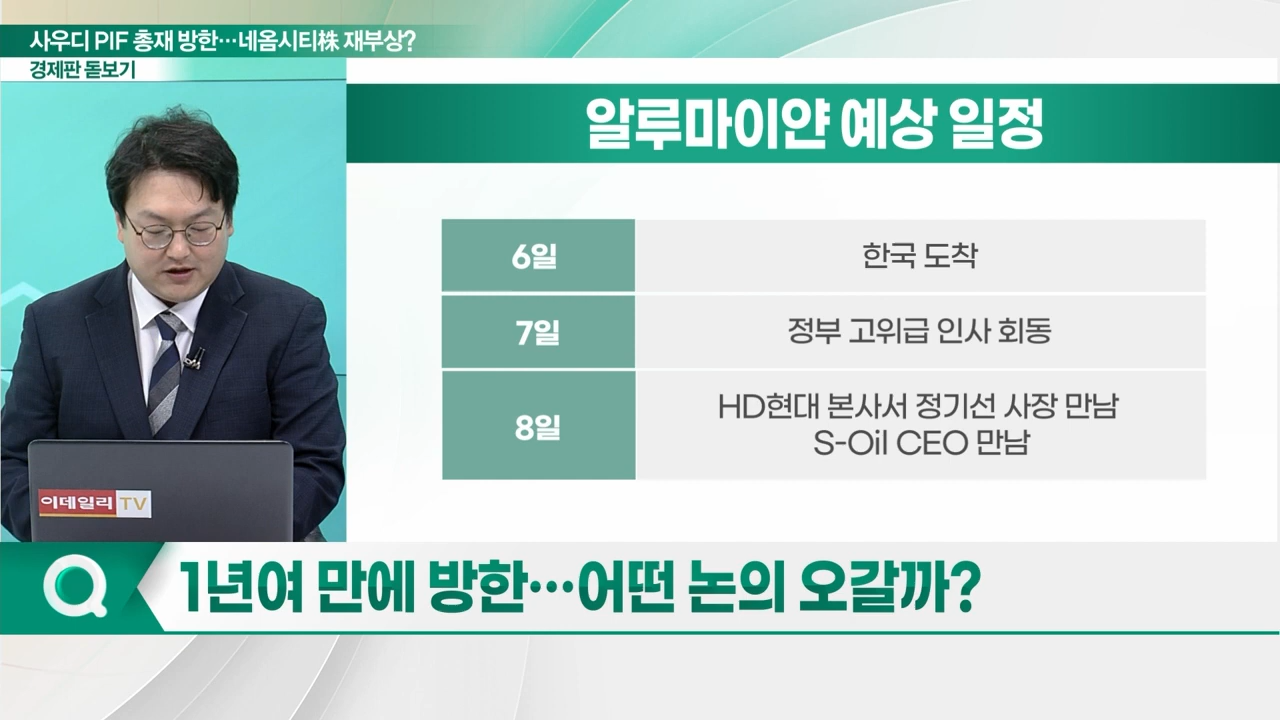 사우디 PIF 총재 방한…네옴시티株 재부상?
경제판 돋보기
알루마이얀 예상 일정
6일 한국 도착
7일 정부 고위급 인사 회동
8일 HD현대 본사서 정기선 사장 만남
S-Oil CEO 만남
이데일리 TV
Q 1년여 만에 방한…어떤 논의 오갈까?